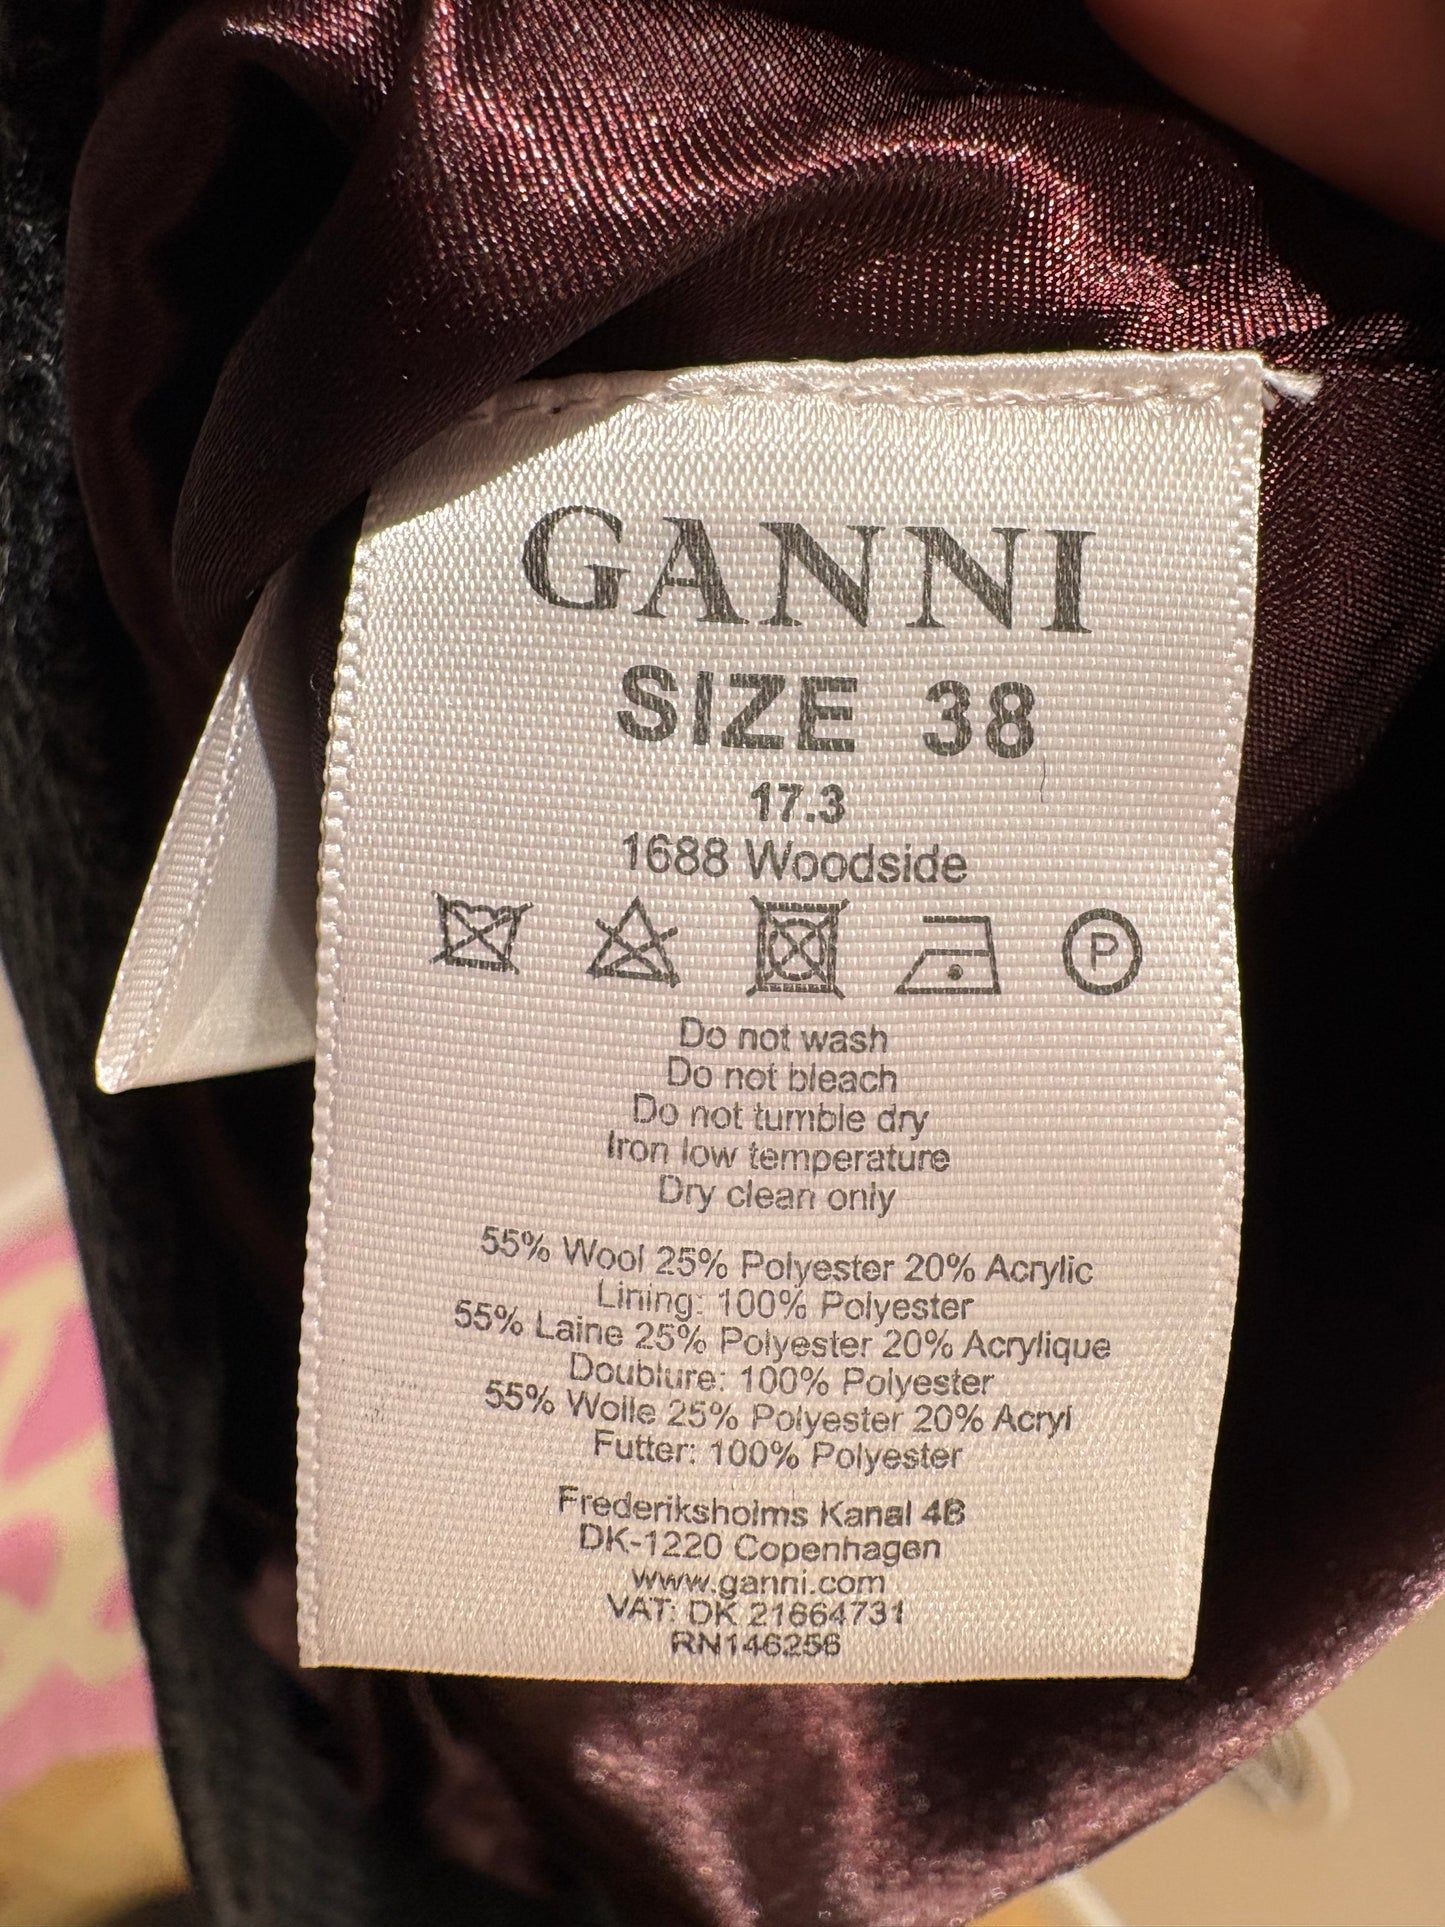 GANNI
SIZE 38
17.3
1688 Woodside
P
Do not wash
Do not bleach
Do not tumble dry
Iron low temperature
Dry clean only
55% Wool 25% Polyester 20% Acrylic
Lining: 100% Polyester
55% Laine 25% Polyester 20% Acrylique
Doublure: 100% Polyester
55% Wolle 25% Polyester 20% Acryl
Futter: 100% Polyester
Frederiksholms Kanal 4B
DK-1220 Copenhagen
www.ganni.com
VAT: DK 21664731
RN146256